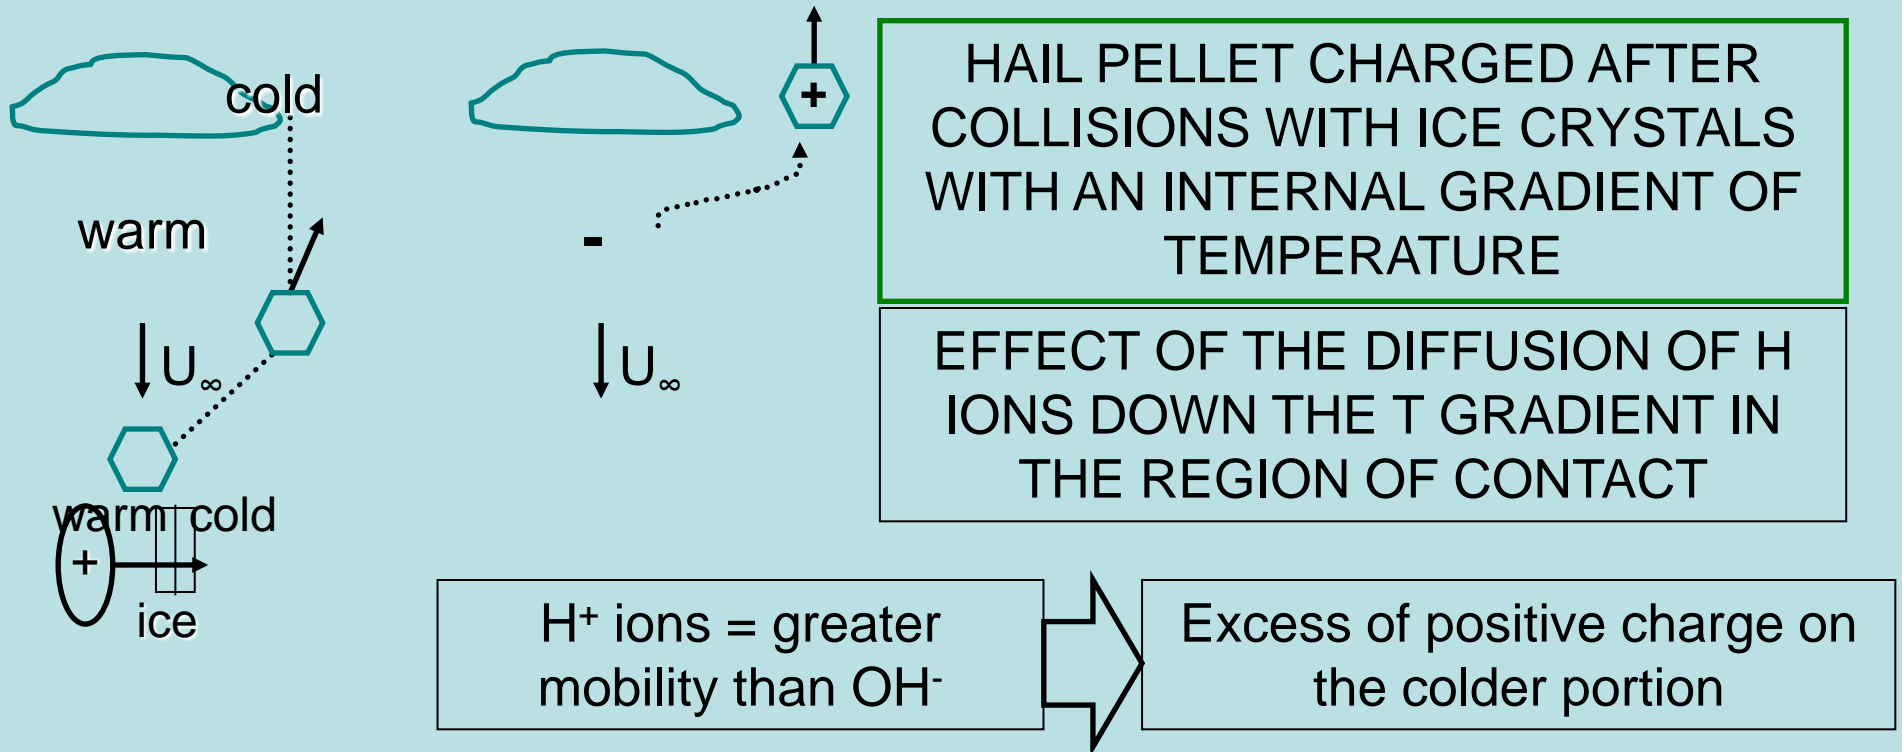 cold
warm
U∞
warm cold
+
ice
+
-
U∞
HAIL PELLET CHARGED AFTER
COLLISIONS WITH ICE CRYSTALS
WITH AN INTERNAL GRADIENT OF
TEMPERATURE
EFFECT OF THE DIFFUSION OF H
IONS DOWN THE T GRADIENT IN
THE REGION OF CONTACT
H⁺ ions = greater
mobility than OH⁻
Excess of positive charge on
the colder portion